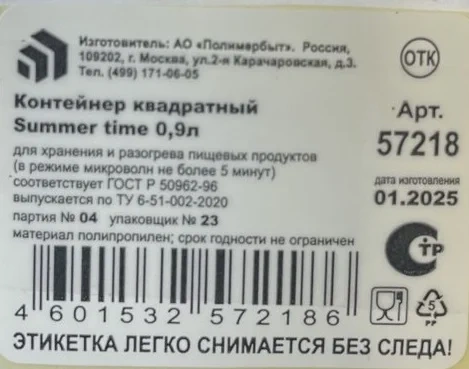 Изготовитель: АО «Полимербыт». Россия,
109202, г. Москва, ул.2-я Карачаровская, д.3.
Тел. (499) 171-06-05
ОТК
Контейнер квадратный
Summer time 0,9л
Арт.
57218
для хранения и разогрева пищевых продуктов
(в режиме микроволн не более 5 минут)
соответствует ГОСТ Р 50962-96
выпускается по ТУ 6-51-002-2020
партия № 04 упаковщик № 23
материал полипропилен; срок годности не ограничен
дата изготовления
01.2025
СТР
4 601532 572186
5
PP
ЭТИКЕТКА ЛЕГКО СНИМАЕТСЯ БЕЗ СЛЕДА!